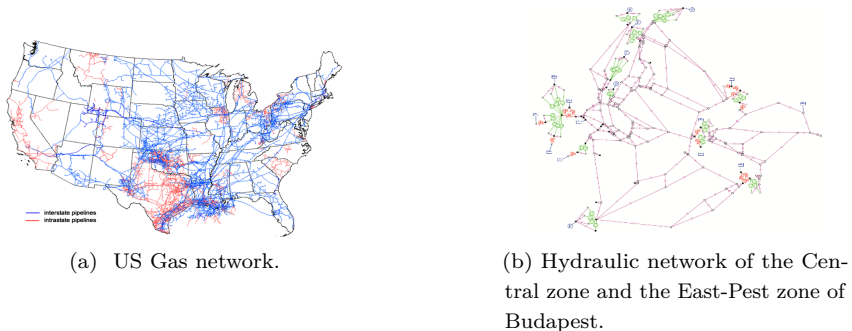 interstate pipelines
intrastate pipelines
(a) US Gas network.
(b) Hydraulic network of the Cen-
tral zone and the East-Pest zone of
Budapest.